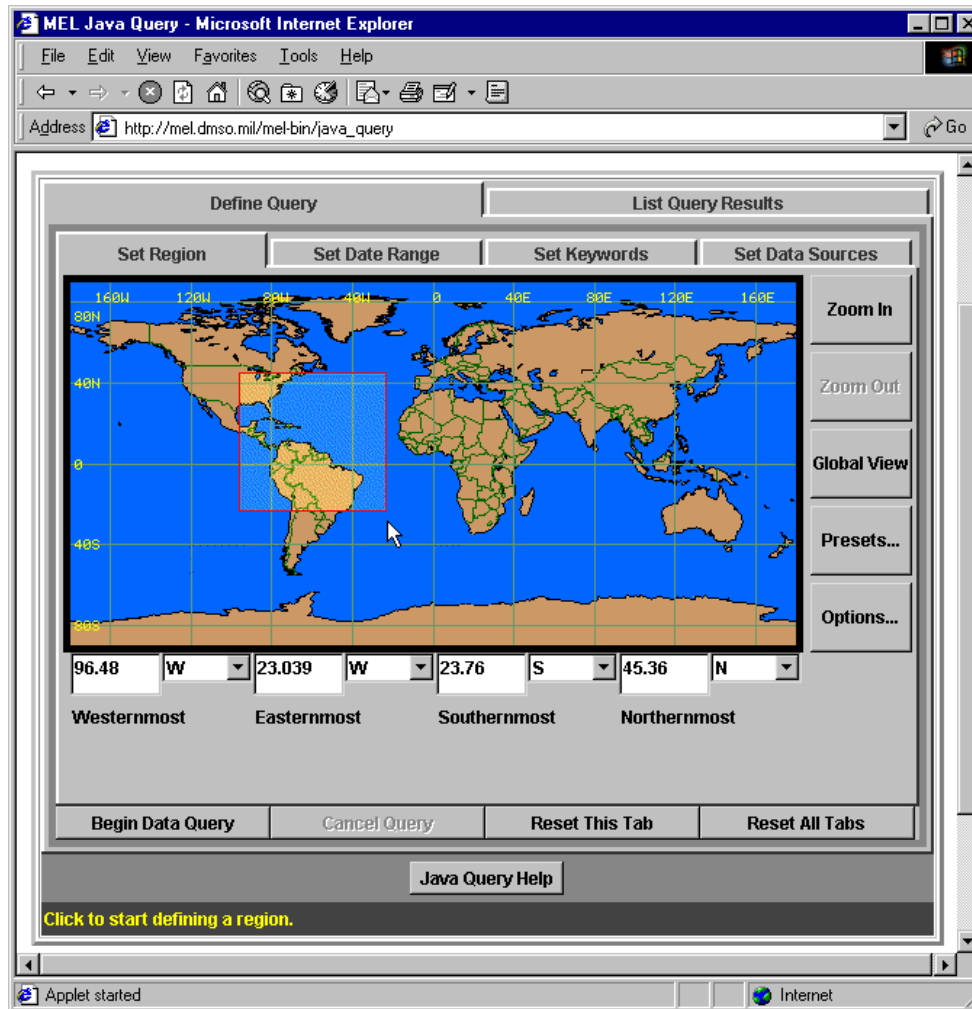 MEL Java Query - Microsoft Internet Explorer
File Edit View Favorites Tools Help
Address http://mel.dmso.mil/mel-bin/java_query Go
Define Query List Query Results
Set Region Set Date Range Set Keywords Set Data Sources
160W 120W 80W 40W 0 40E 80E 120E 160E
80N
40N
0
40S
80S
Zoom In
Zoom Out
Global View
Presets...
Options...
96.48 W 23.039 W 23.76 S 45.36 N
Westernmost Easternmost Southernmost Northernmost
Begin Data Query Cancel Query Reset This Tab Reset All Tabs
Java Query Help
Click to start defining a region.
Applet started Internet